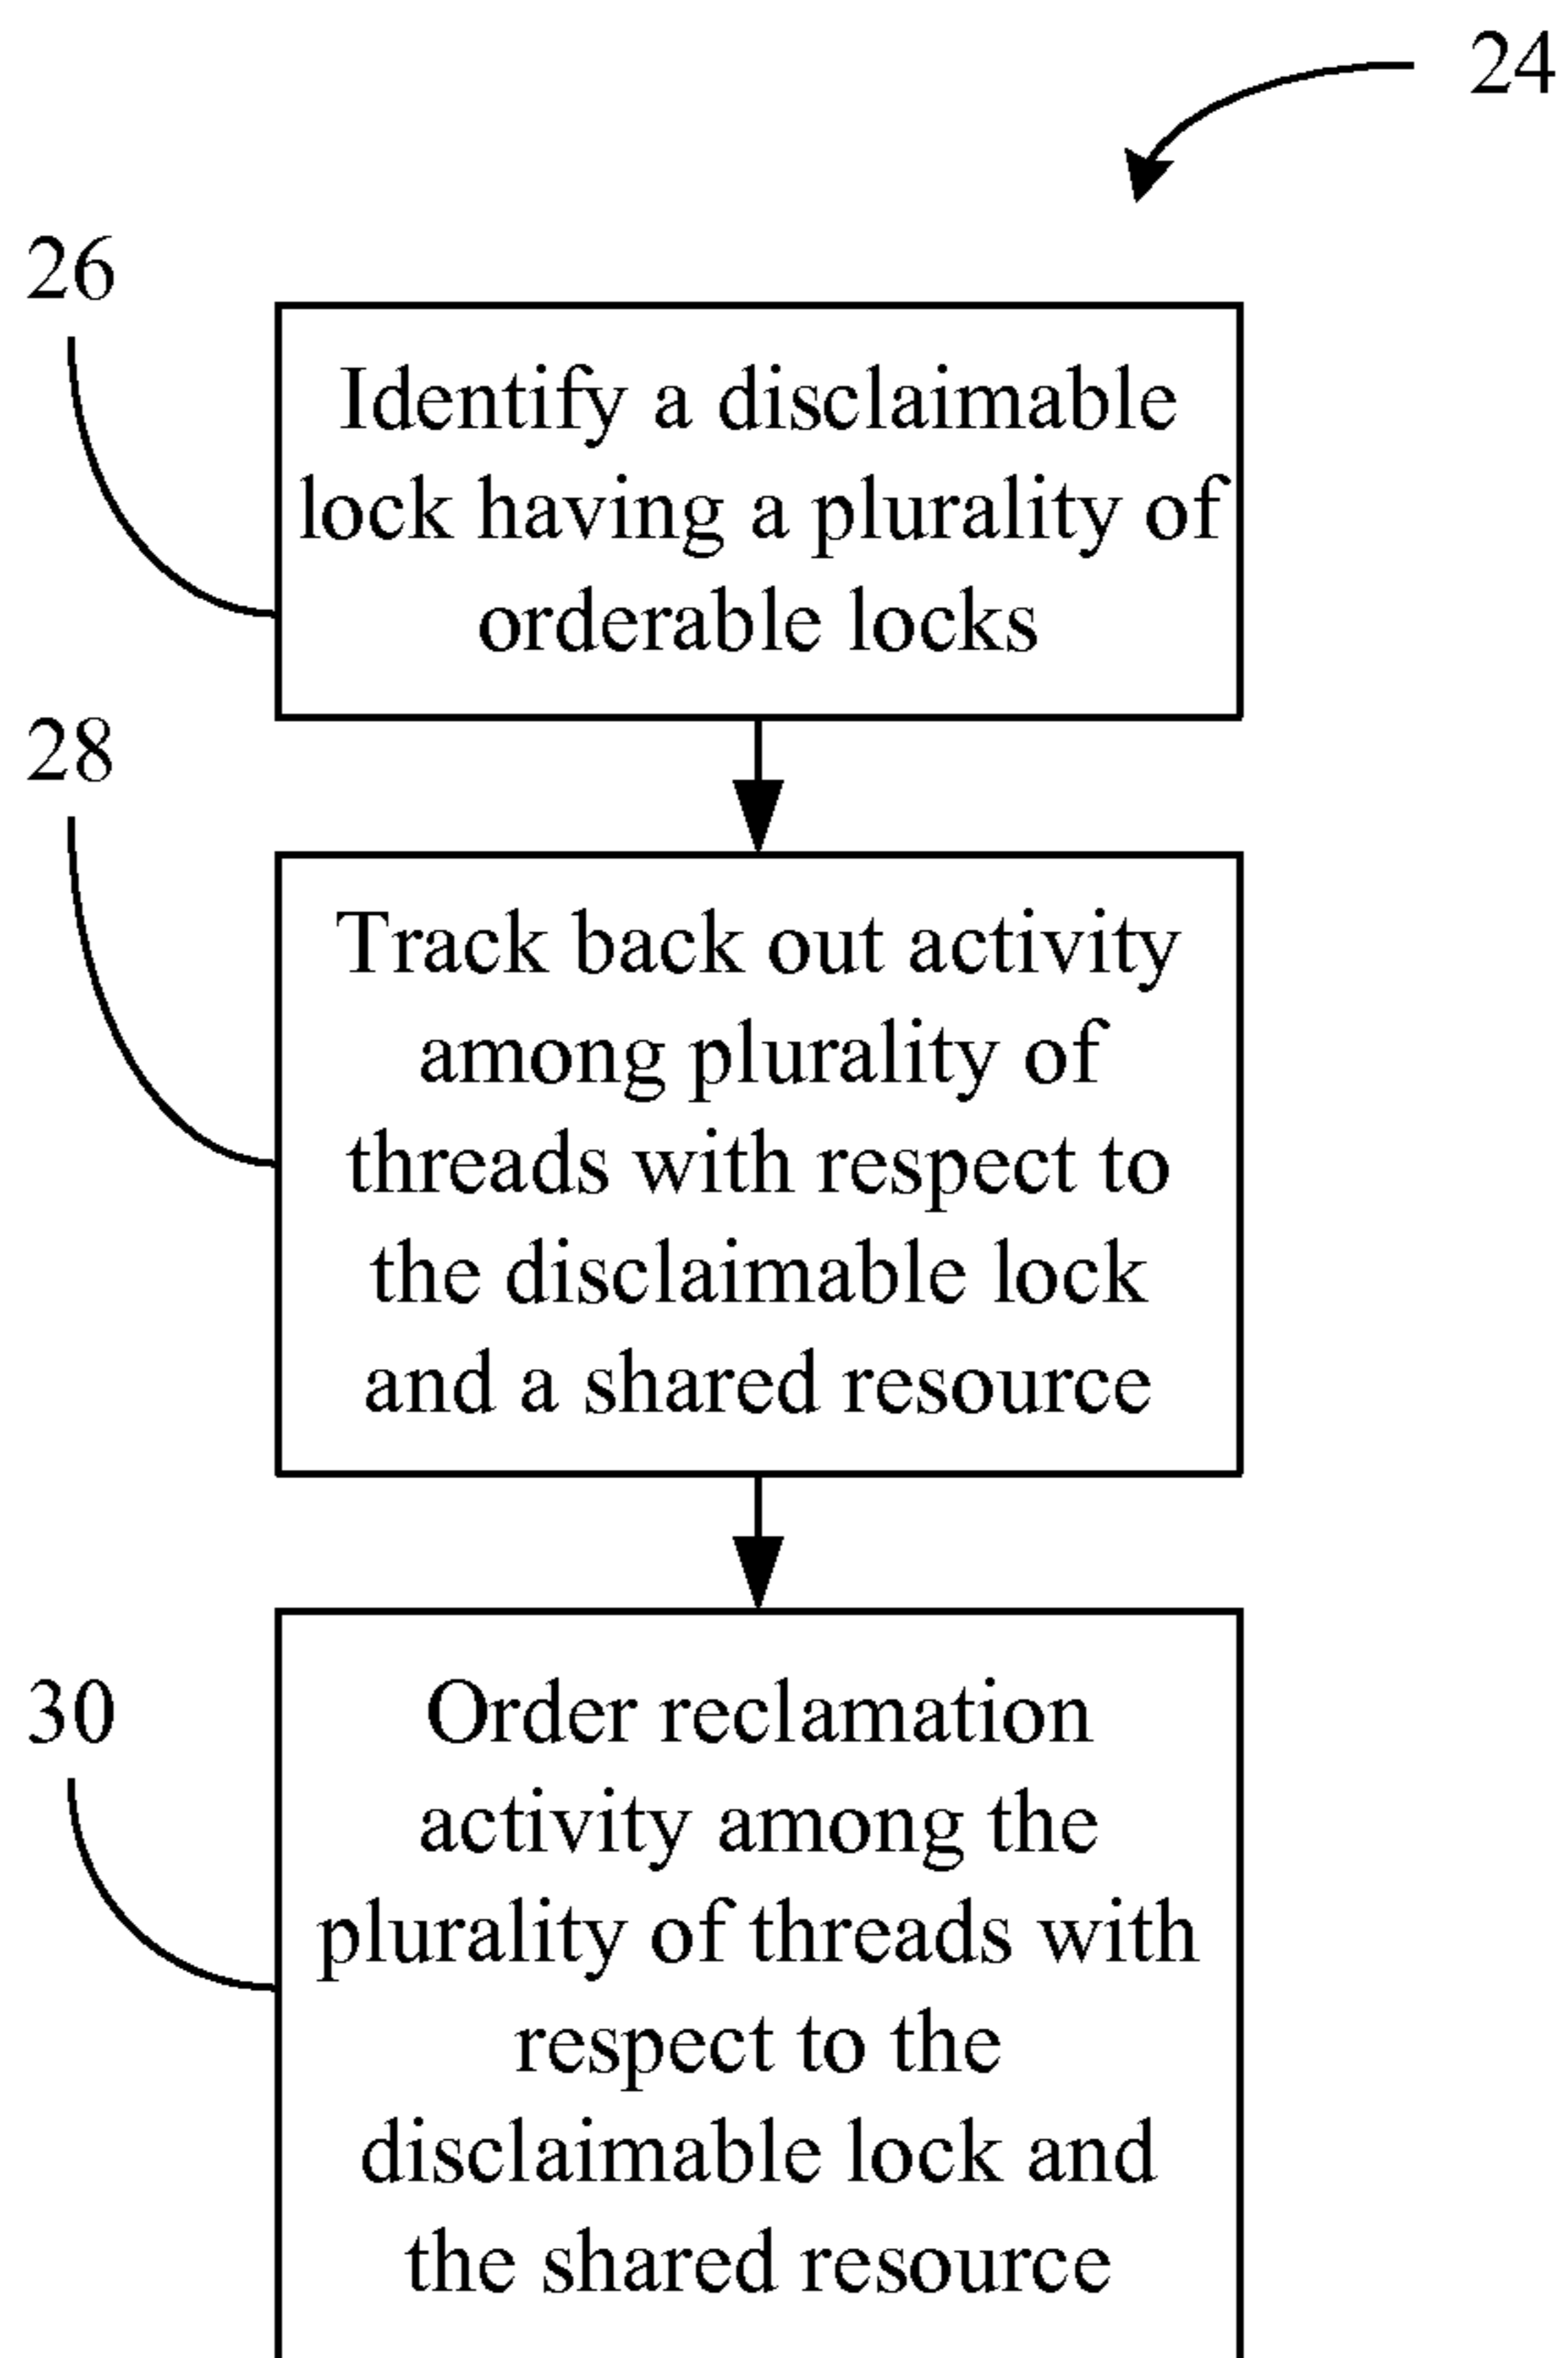 24
26
Identify a disclaimable
lock having a plurality of
orderable locks
28
Track back out activity
among plurality of
threads with respect to
the disclaimable lock
and a shared resource
30
Order reclamation
activity among the
plurality of threads with
respect to the
disclaimable lock and
the shared resource